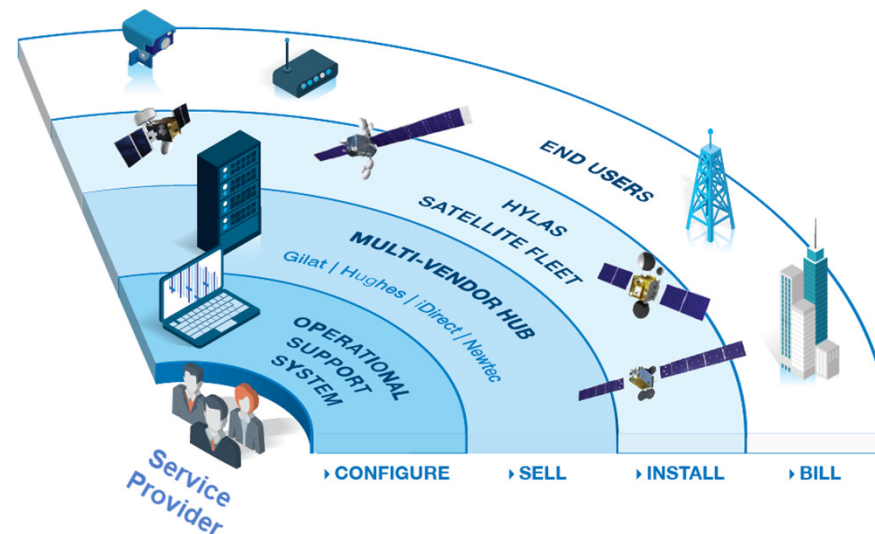 END USERS
HYLAS
SATELLITE FLEET
MULTI-VENDOR HUB
Gilat | Hughes | iDirect | Newtec
OPERATIONAL
SUPPORT
SYSTEM
Service
Provider
CONFIGURE
SELL
INSTALL
BILL